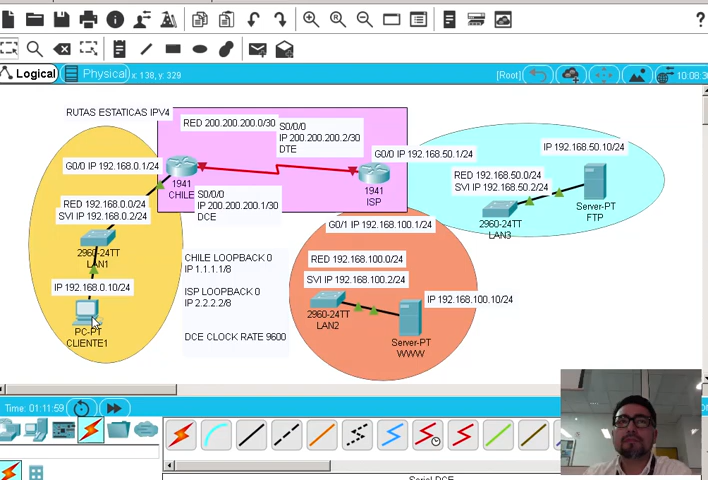 ?
Logical
Physical
x: 138, y: 329
[Root]
10:08:3
RUTAS ESTATICAS IPV4
RED 200.200.200.0/30
S0/0/0
IP 200.200.200.2/30
DTE
G0/0 IP 192.168.0.1/24
1941
CHILE
S0/0/0
IP 200.200.200.1/30
DCE
G0/0 IP 192.168.50.1/24
1941
ISP
IP 192.168.50.10/24
RED 192.168.50.0/24
SVI IP 192.168.50.2/24
Server-PT
FTP
2960-24TT
LAN3
RED 192.168.0.0/24
SVI IP 192.168.0.2/24
2960-24TT
LAN1
IP 192.168.0.10/24
PC-PT
CLIENTE1
CHILE LOOPBACK 0
IP 1.1.1.1/8
ISP LOOPBACK 0
IP 2.2.2.2/8
DCE CLOCK RATE 9600
G0/1 IP 192.168.100.1/24
RED 192.168.100.0/24
SVI IP 192.168.100.2/24
2960-24TT
LAN2
IP 192.168.100.10/24
Server-PT
WWW
Time: 01:11:59
Serial DCE